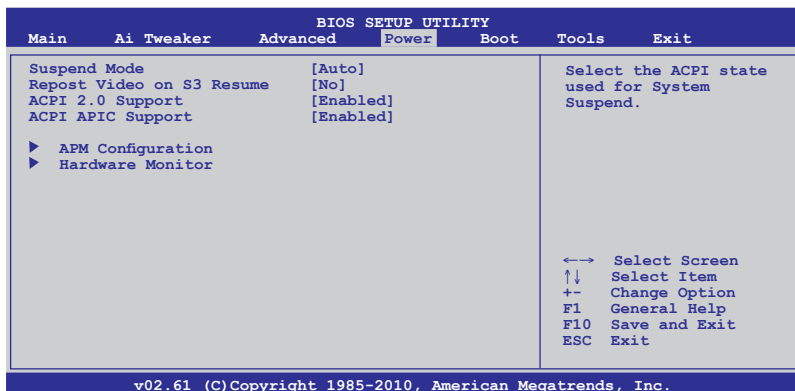 BIOS SETUP UTILITY
Main Ai Tweaker Advanced Power Boot Tools Exit
Suspend Mode [Auto]
Repost Video on S3 Resume [No]
ACPI 2.0 Support [Enabled]
ACPI APIC Support [Enabled]
APM Configuration
Hardware Monitor
Select the ACPI state
used for System
Suspend.
←→ Select Screen
↑↓ Select Item
+- Change Option
F1 General Help
F10 Save and Exit
ESC Exit
v02.61 (C)Copyright 1985-2010, American Megatrends, Inc.